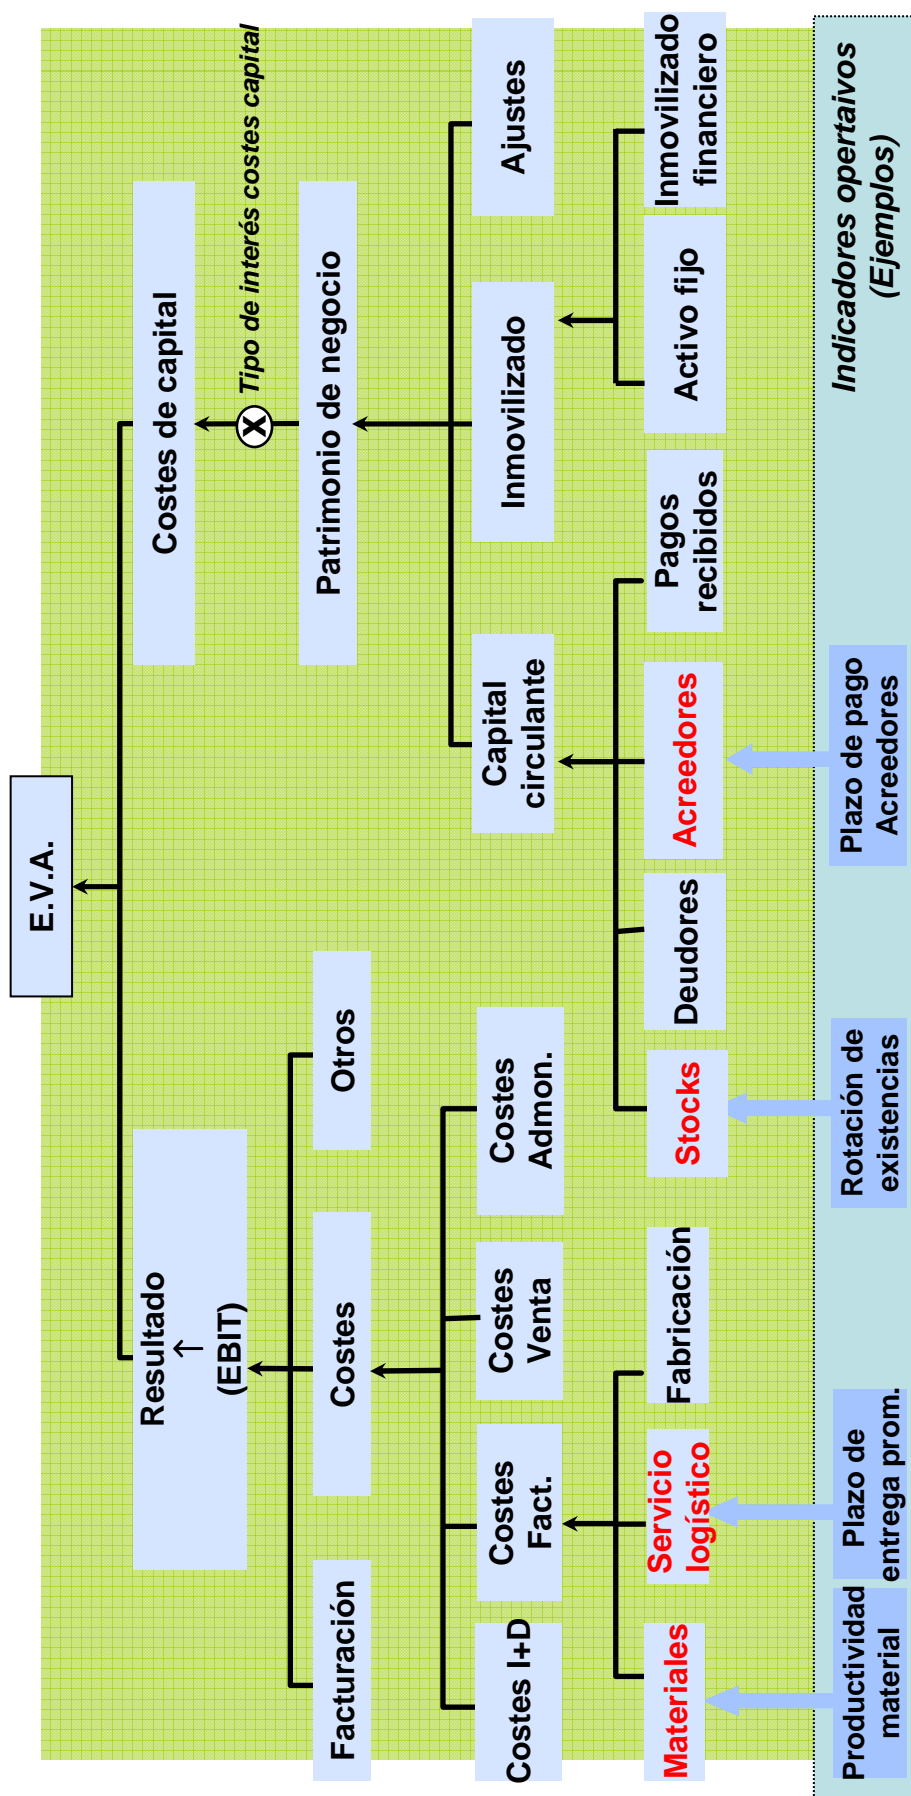 E.V.A.
Resultado
↑
(EBIT)
Costes de capital
Tipo de interés costes capital
X
Facturación
Costes
Otros
Patrimonio de negocio
Costes I+D
Costes
Fact.
Costes
Venta
Costes
Admon.
Capital
circulante
Inmovilizado
Ajustes
Materiales
Servicio
logístico
Fabricación
Stocks
Deudores
Acreedores
Pagos
recibidos
Activo fijo
Inmovilizado
financiero
Productividad
material
Plazo de
entrega prom.
Rotación de
existencias
Plazo de pago
Acreedores
Indicadores opertaivos
(Ejemplos)